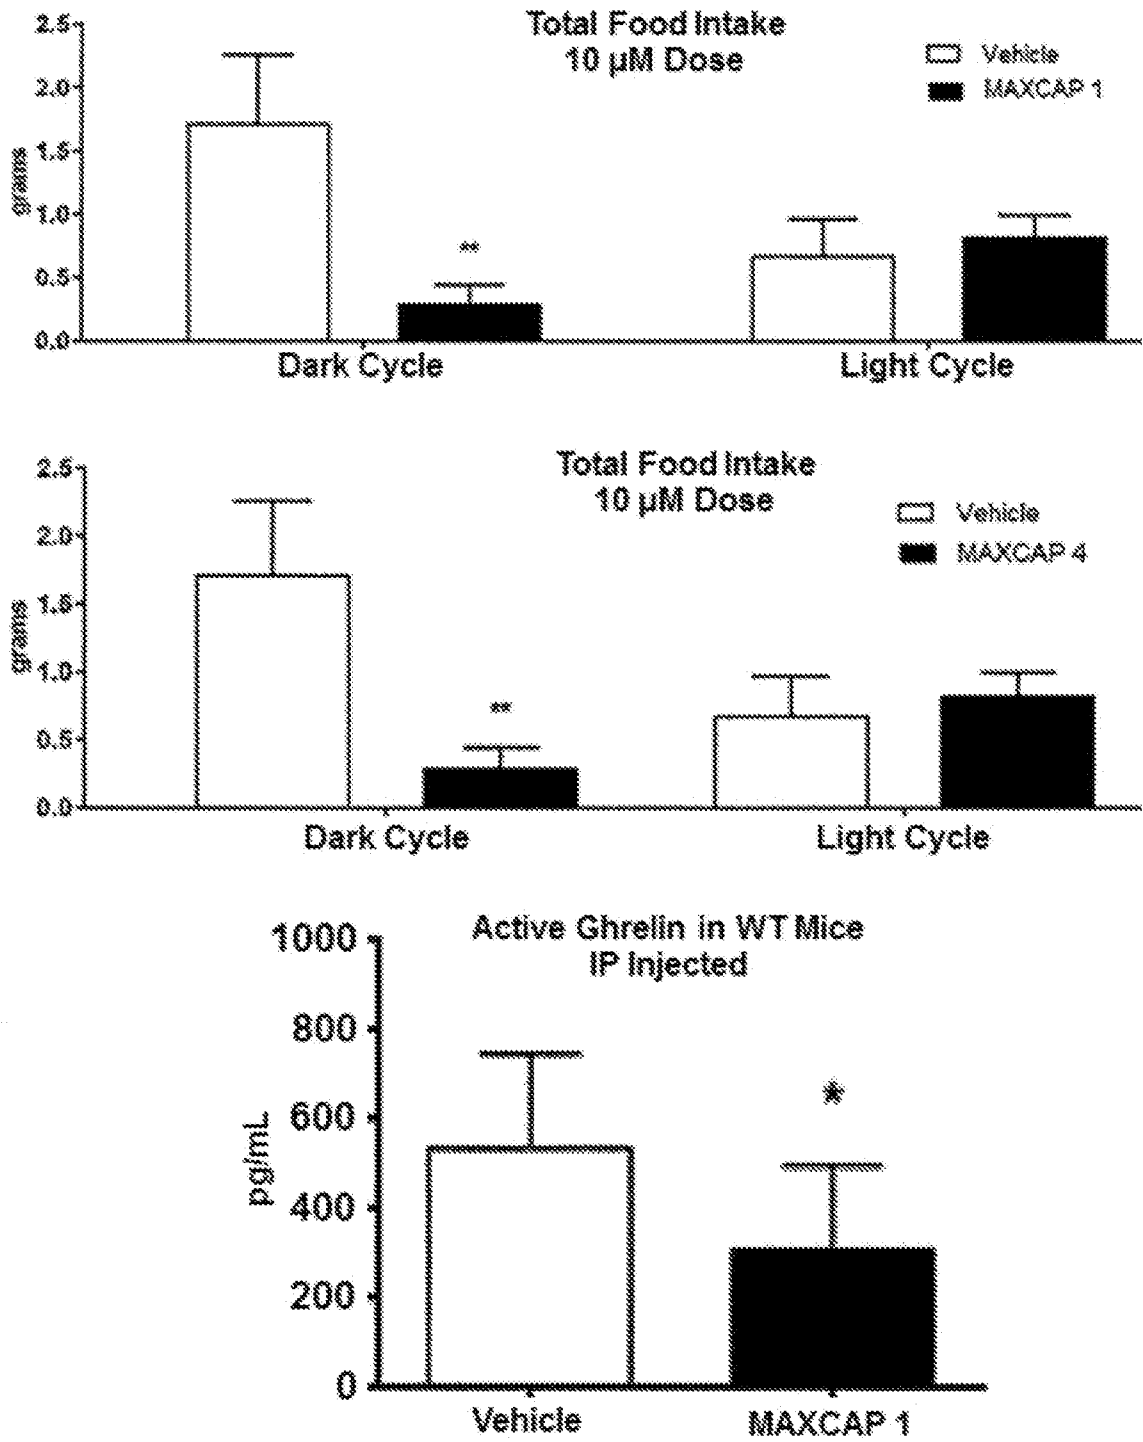 Total Food Intake
10 µM Dose
Vehicle
MAXCAP 1
2.5
2.0
1.5
1.0
0.5
0.0
grams
Dark Cycle
Light Cycle
**
Total Food Intake
10 µM Dose
Vehicle
MAXCAP 4
2.5
2.0
1.5
1.0
0.5
0.0
grams
Dark Cycle
Light Cycle
**
Active Ghrelin in WT Mice
IP Injected
1000
800
600
400
200
0
pg/mL
*
Vehicle
MAXCAP 1